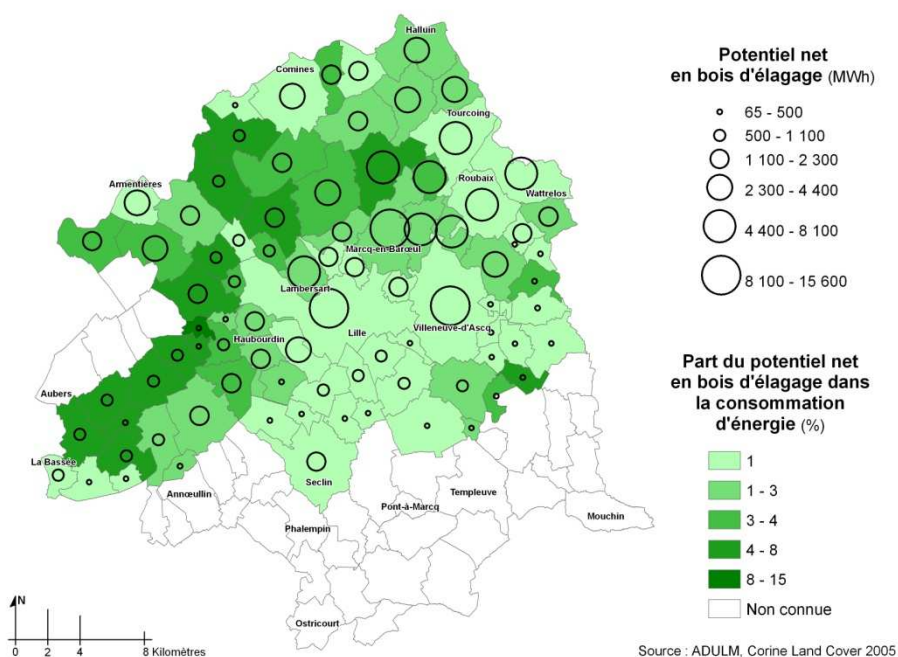 Halluin
Comines
Tourcoing
Armentières
Roubaix
Wattrelos
Marcq-en-Barœul
Lambersart
Lille
Villeneuve-d'Ascq
Haubourdin
Aubers
La Bassée
Seclin
Annœullin
Templeuve
Pont-à-Marcq
Mouchin
Phalempin
Ostricourt
N
0 2 4 8 Kilomètres
Potentiel net
en bois d'élagage (MWh)
65 - 500
500 - 1 100
1 100 - 2 300
2 300 - 4 400
4 400 - 8 100
8 100 - 15 600
Part du potentiel net
en bois d'élagage dans
la consommation
d'énergie (%)
1
1 - 3
3 - 4
4 - 8
8 - 15
Non connue
Source : ADULM, Corine Land Cover 2005